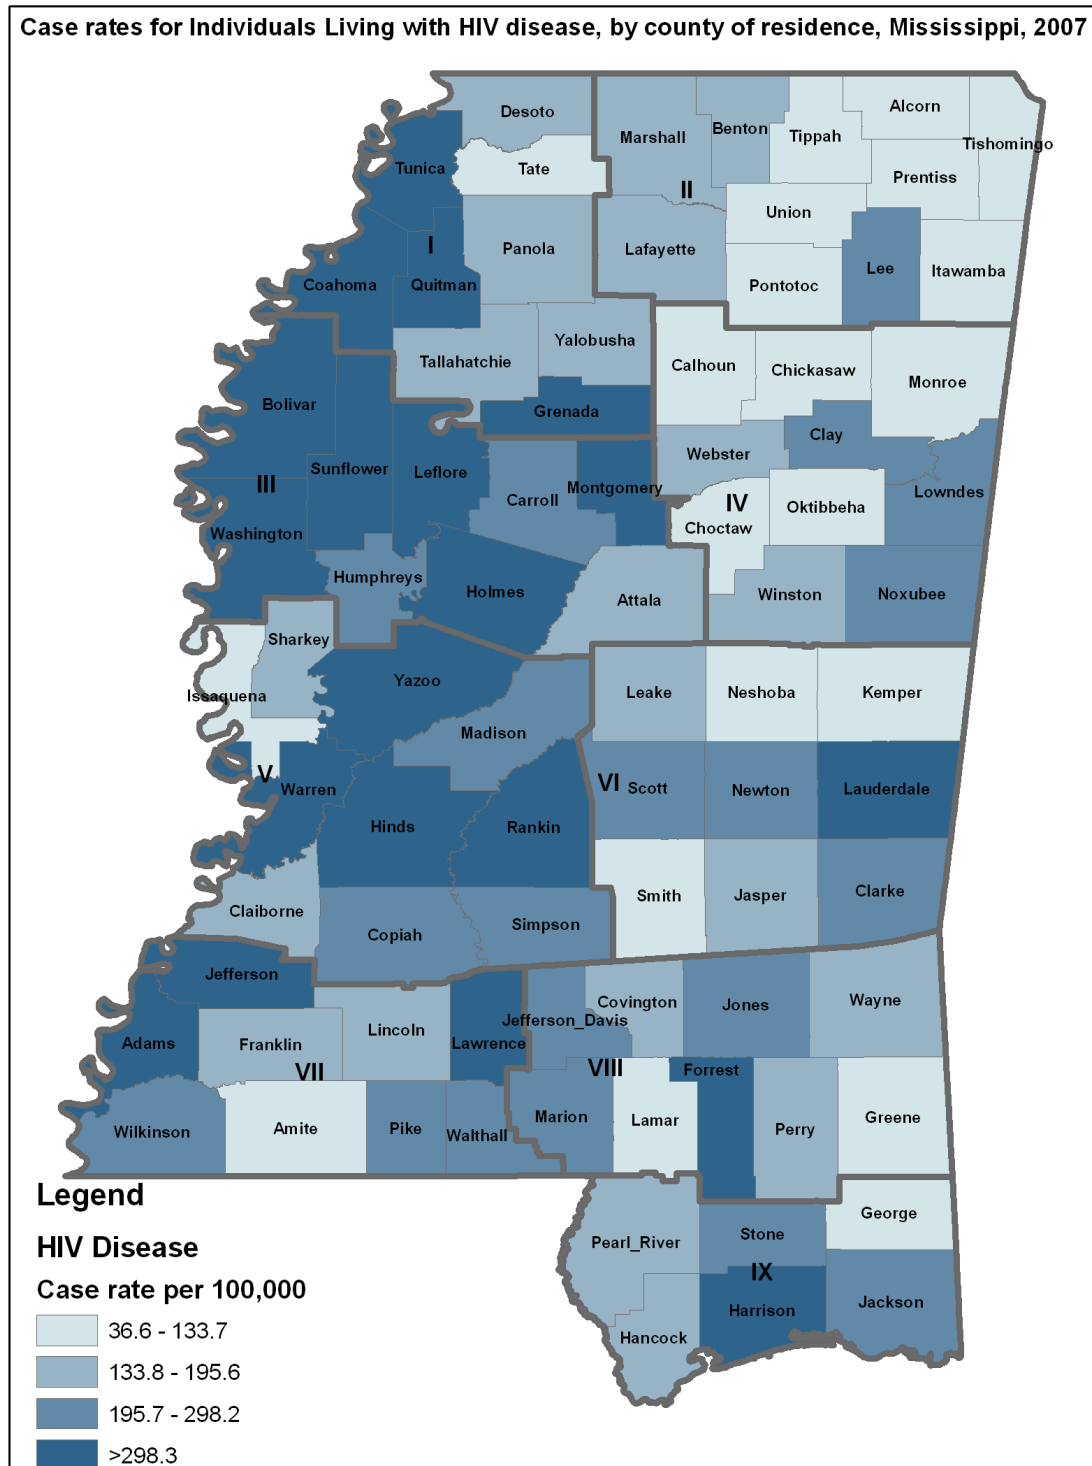 Case rates for Individuals Living with HIV disease, by county of residence, Mississippi, 2007
Desoto
Marshall
Benton
Tippah
Alcorn
Tishomingo
Tunica
Tate
Prentiss
II
Union
I
Panola
Lafayette
Lee
Itawamba
Coahoma
Quitman
Pontotoc
Yalobusha
Tallahatchie
Calhoun
Chickasaw
Monroe
Bolivar
Grenada
Clay
Webster
Sunflower
Leflore
III
Carroll
Montgomery
Lowndes
IV
Oktibbeha
Choctaw
Washington
Humphreys
Holmes
Attala
Winston
Noxubee
Sharkey
Issaquena
Yazoo
Leake
Neshoba
Kemper
Madison
V
Warren
VI
Scott
Newton
Lauderdale
Hinds
Rankin
Claiborne
Smith
Jasper
Clarke
Copiah
Simpson
Jefferson
Covington
Jones
Wayne
Jefferson_Davis
Lincoln
Adams
Franklin
Lawrence
VII
VIII
Forrest
Wilkinson
Amite
Pike
Walthall
Marion
Lamar
Perry
Greene
George
Pearl_River
Stone
IX
Harrison
Jackson
Hancock
Legend
HIV Disease
Case rate per 100,000
36.6 - 133.7
133.8 - 195.6
195.7 - 298.2
>298.3